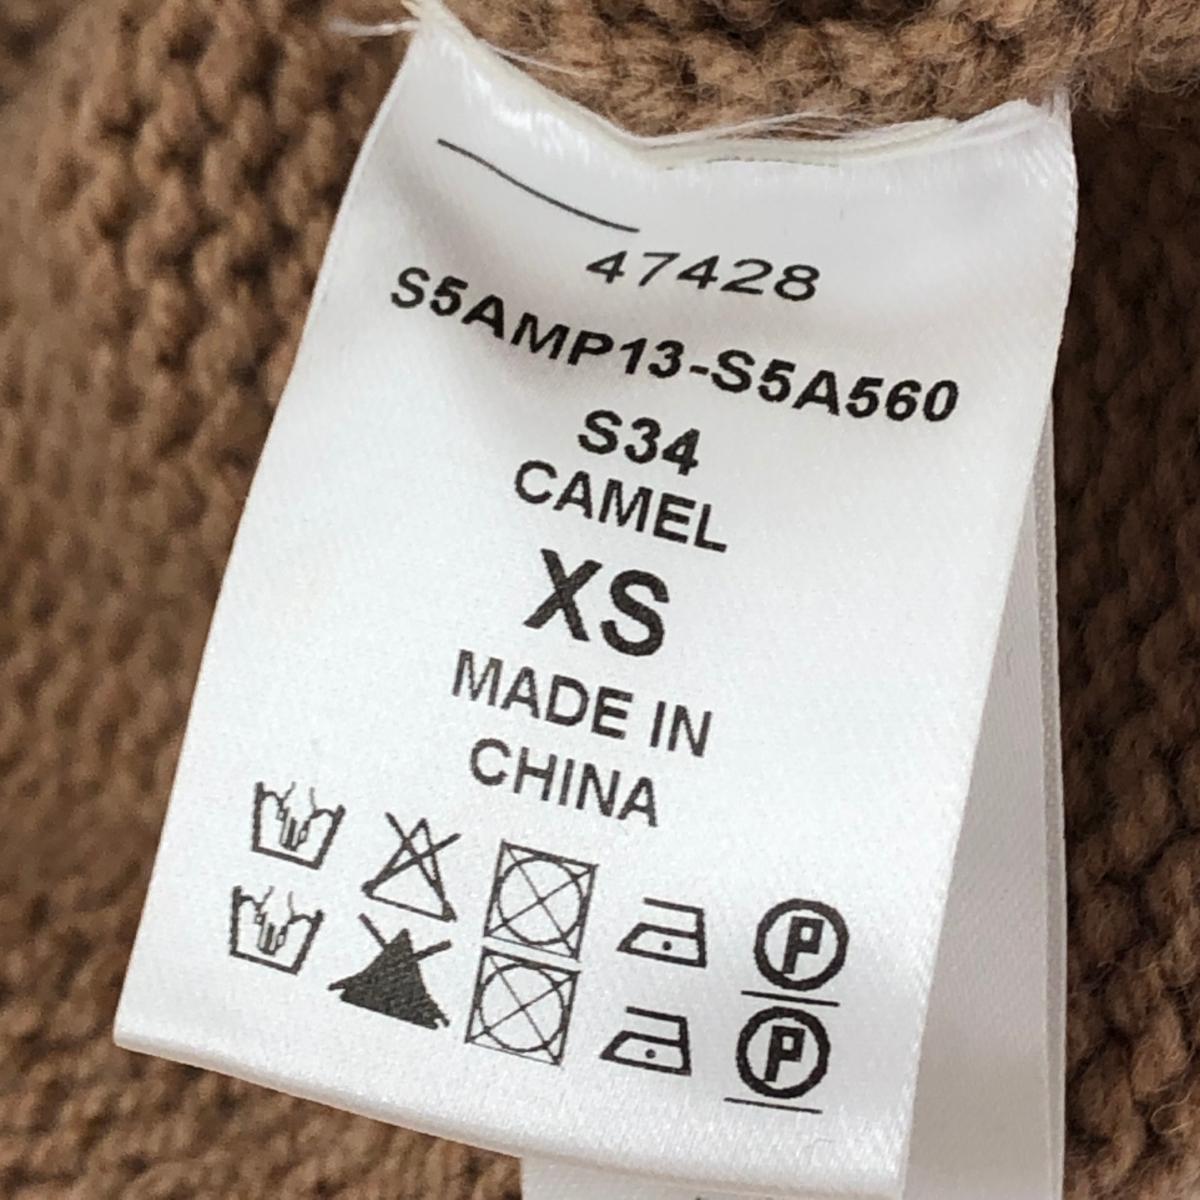 47428
S5AMP13-S5A560
S34
CAMEL
XS
MADE IN
CHINA
P
P